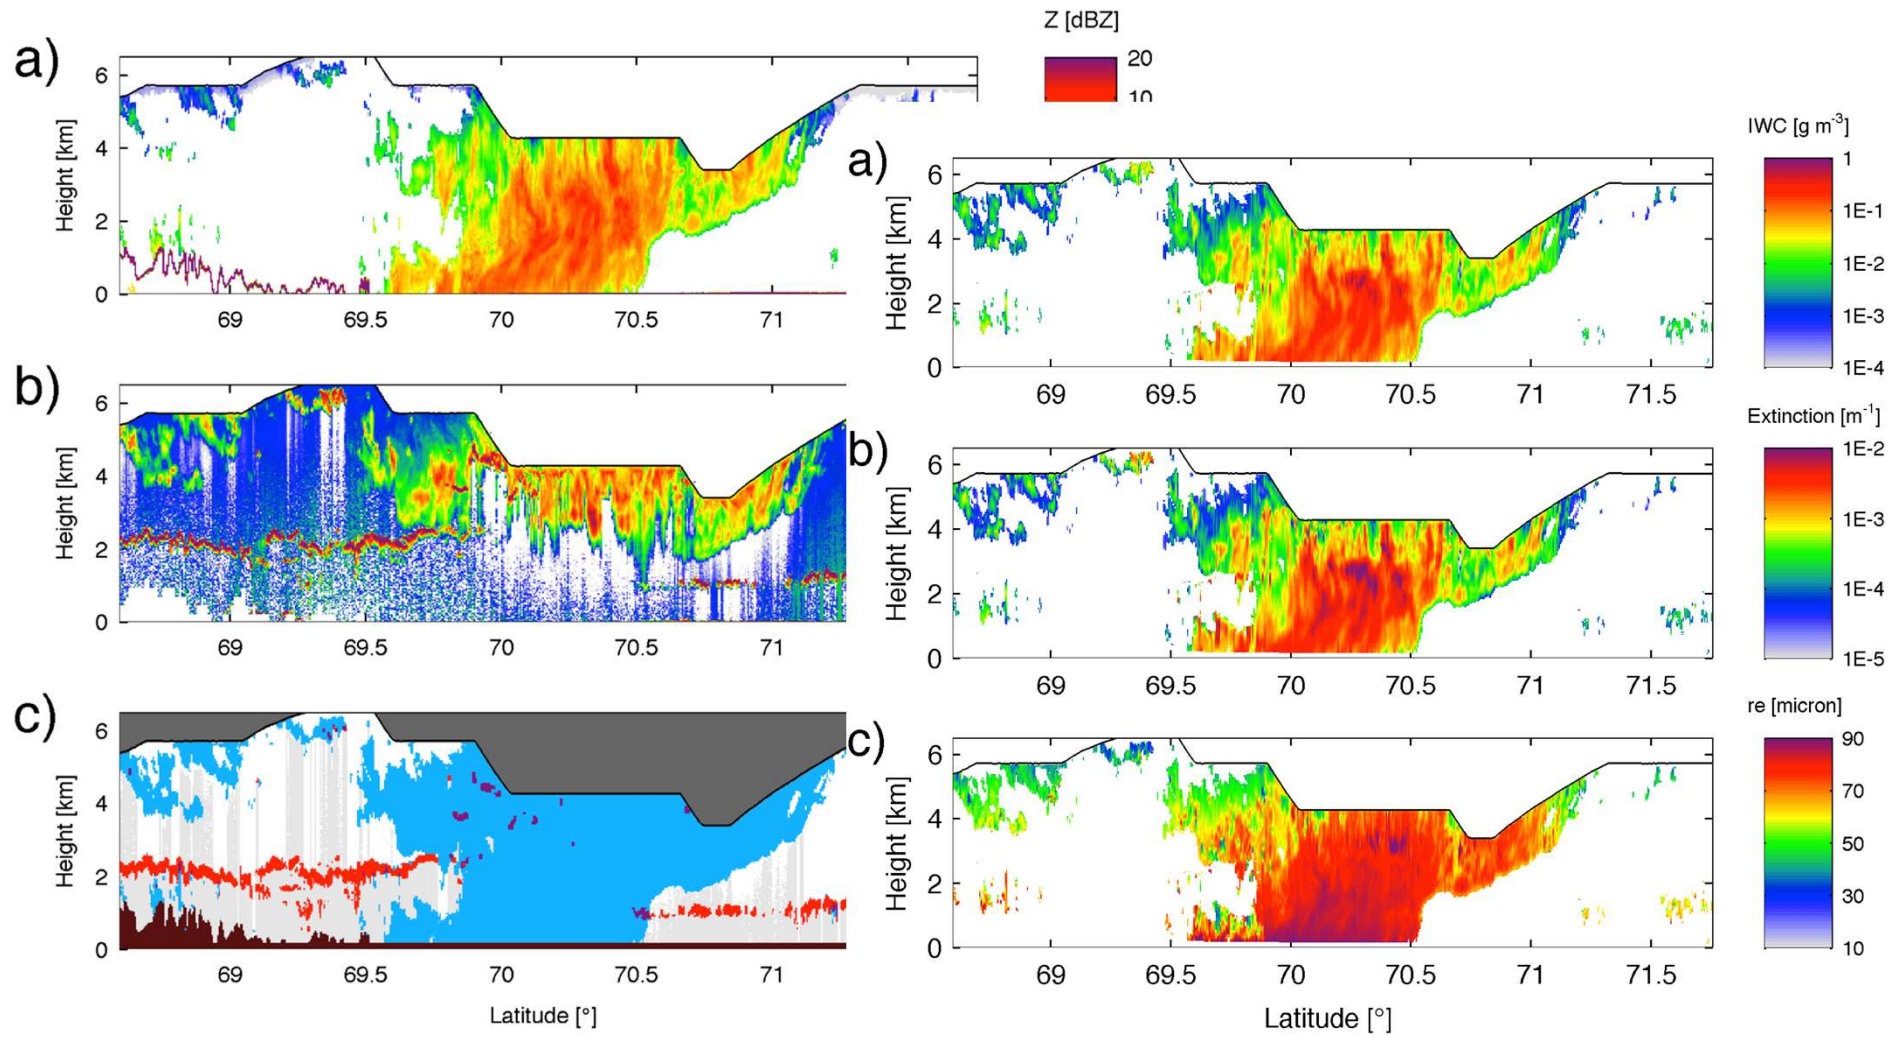 Z [dBZ]
a)
20
10
6
4
2
0
Height [km]
69
69.5
70
70.5
71
b)
6
4
2
0
Height [km]
69
69.5
70
70.5
71
c)
6
4
2
0
Height [km]
69
69.5
70
70.5
71
Latitude [°]
IWC [g m⁻³]
a)
6
4
2
0
Height [km]
69
69.5
70
70.5
71
71.5
1
1E-1
1E-2
1E-3
1E-4
Extinction [m⁻¹]
b)
6
4
2
0
Height [km]
69
69.5
70
70.5
71
71.5
1E-2
1E-3
1E-4
1E-5
re [micron]
c)
6
4
2
0
Height [km]
69
69.5
70
70.5
71
71.5
90
70
50
30
10
Latitude [°]